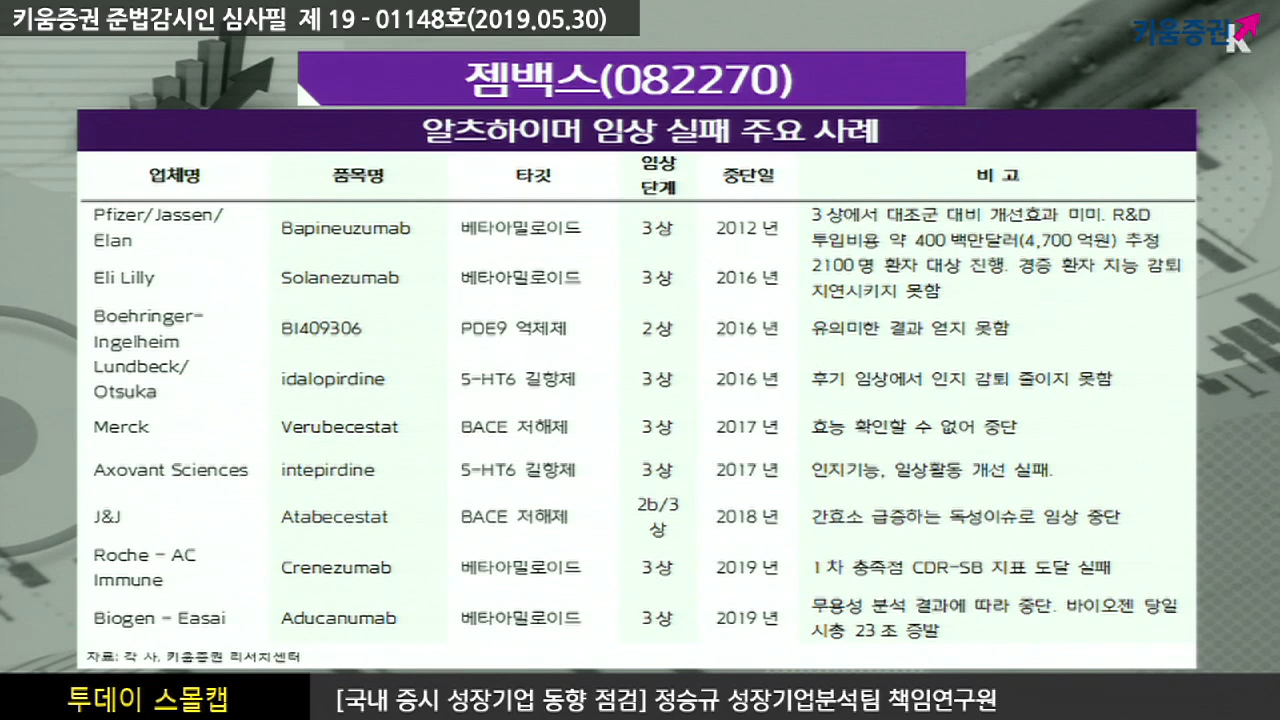 키움증권 준법감시인 심사필 제 19 - 01148호(2019.05.30)
키움증권
젬백스(082270)
알츠하이머 임상 실패 주요 사례
업체명 품목명 타깃 임상 단계 중단일 비 고
Pfizer/Jassen/ Elan Bapineuzumab 베타아밀로이드 3상 2012년 3상에서 대조군 대비 개선효과 미미. R&D 투입비용 약 400백만달러(4,700억원) 추정
Eli Lilly Solanezumab 베타아밀로이드 3상 2016년 2100명 환자 대상 진행. 경증 환자 지능 감퇴 지연시키지 못함
Boehringer-Ingelheim BI409306 PDE9 억제제 2상 2016년 유의미한 결과 얻지 못함
Lundbeck/ Otsuka idalopirdine 5-HT6 길항제 3상 2016년 후기 임상에서 인지 감퇴 줄이지 못함
Merck Verubecestat BACE 저해제 3상 2017년 효능 확인할 수 없어 중단
Axovant Sciences intepirdine 5-HT6 길항제 3상 2017년 인지기능, 일상활동 개선 실패.
J&J Atabecestat BACE 저해제 2b/3상 2018년 간효소 급증하는 독성이슈로 임상 중단
Roche - AC Immune Crenezumab 베타아밀로이드 3상 2019년 1차 충족점 CDR-SB 지표 도달 실패
Biogen - Easai Aducanumab 베타아밀로이드 3상 2019년 무용성 분석 결과에 따라 중단. 바이오젠 당일 시총 23조 증발
자료: 각 사, 키움증권 리서치센터
투데이 스몰캡
[국내 증시 성장기업 동향 점검] 정승규 성장기업분석팀 책임연구원